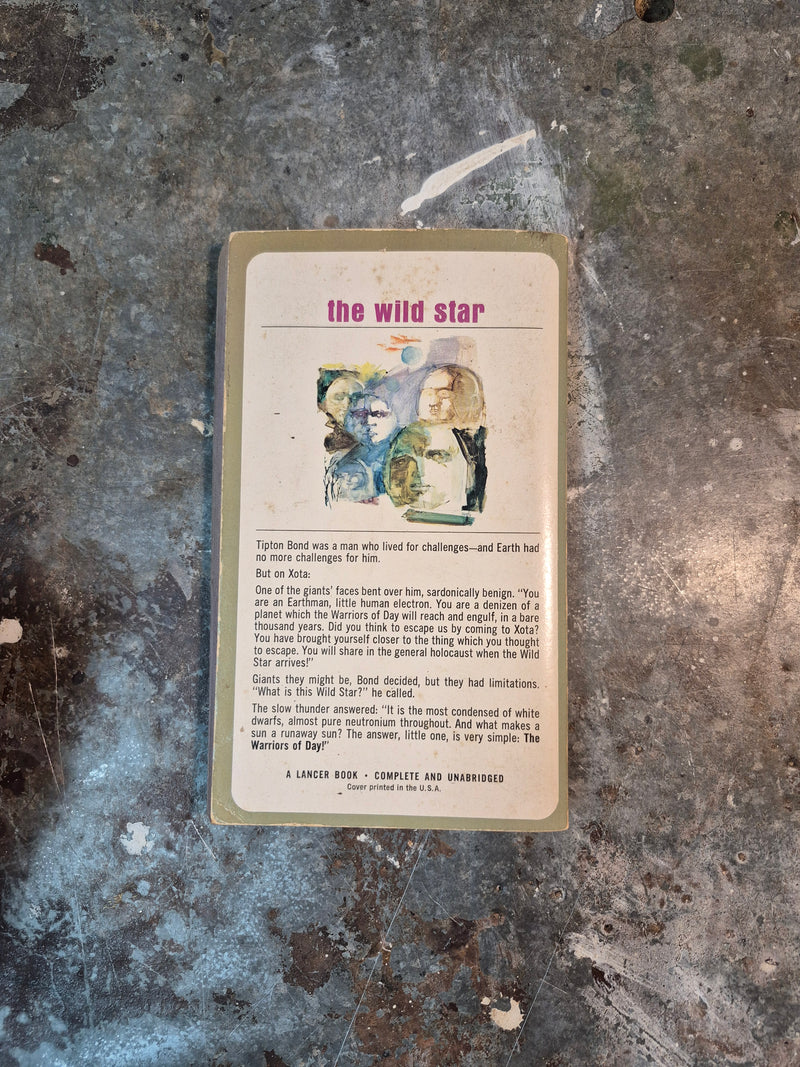 the wild star
Tipton Bond was a man who lived for challenges—and Earth had
no more challenges for him.
But on Xota:
One of the giants' faces bent over him, sardonically benign. "You
are an Earthman, little human electron. You are a denizen of a
planet which the Warriors of Day will reach and engulf, in a bare
thousand years. Did you think to escape us by coming to Xota?
You have brought yourself closer to the thing which you thought
to escape. You will share in the general holocaust when the Wild
Star arrives!"
Giants they might be, Bond decided, but they had limitations.
"What is this Wild Star?" he called.
The slow thunder answered: "It is the most condensed of white
dwarfs, almost pure neutronium throughout. And what makes a
sun a runaway sun? The answer, little one, is very simple: The
Warriors of Day!"
A LANCER BOOK • COMPLETE AND UNABRIDGED
Cover printed in the U.S.A.